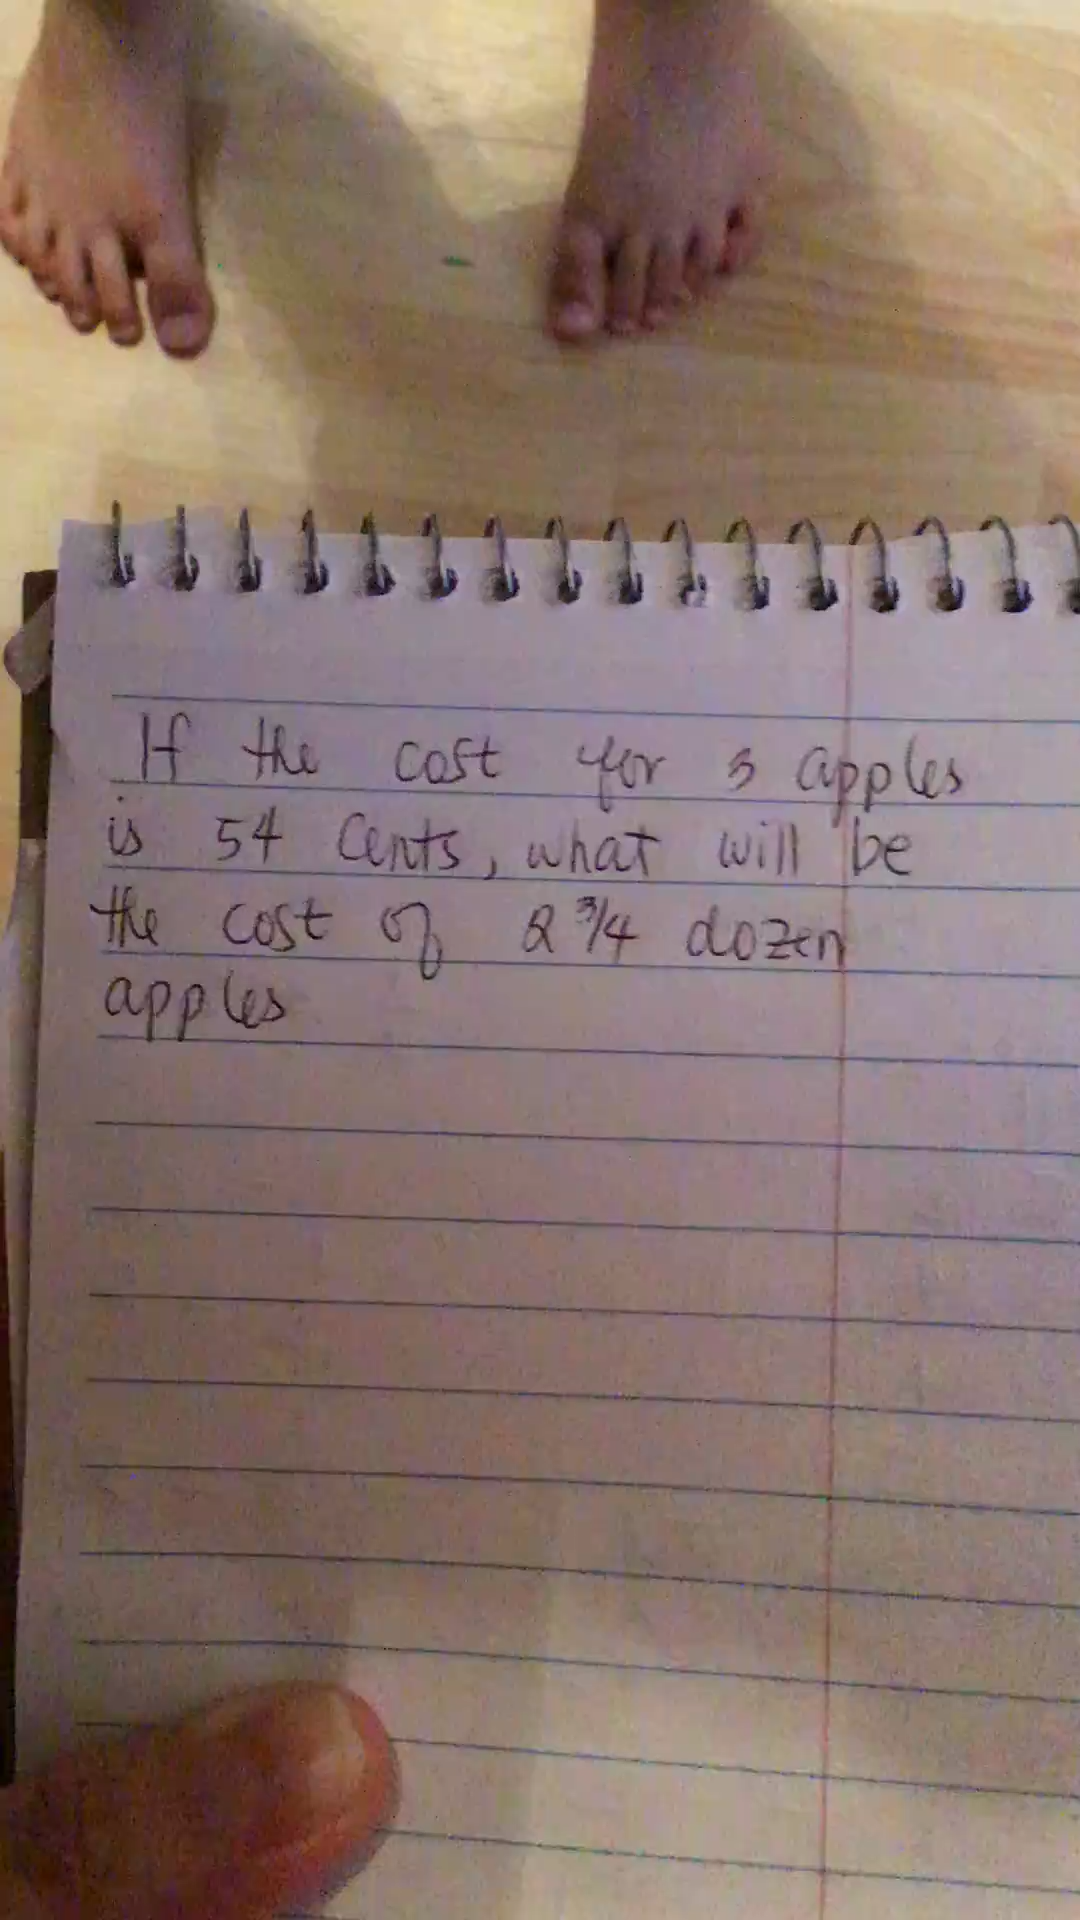 If the cost for 3 apples
is 54 cents, what will be
the cost of 2 3/4 dozen
apples